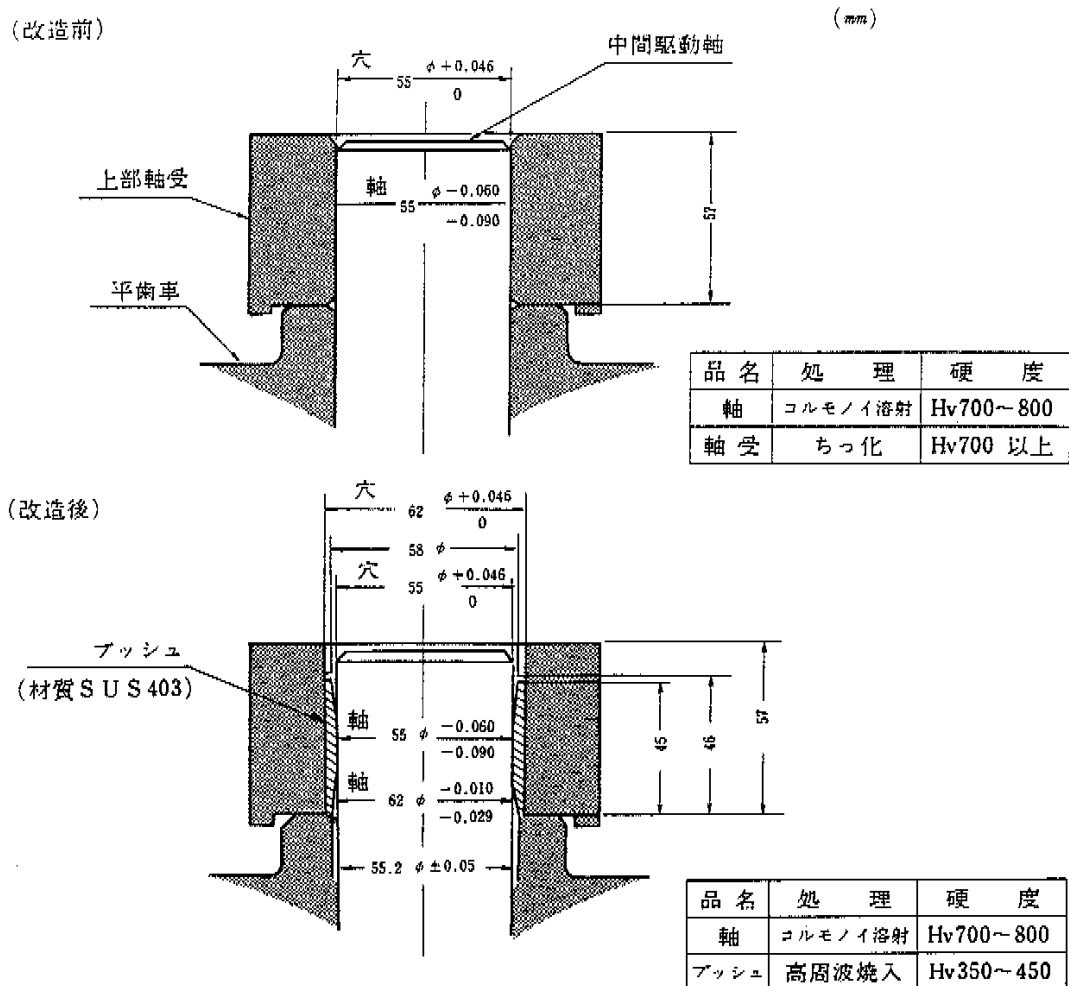 (改造前)
(mm)
中間駆動軸
穴 55 φ+0.046
0
上部軸受
軸 55 φ-0.060
-0.090
57
平歯車
品名 処理 硬度
軸 コルモノイ溶射 Hv700~800
軸受 ちっ化 Hv700 以上
(改造後)
穴 62 φ+0.046
0
58 φ
穴 55 φ+0.046
0
ブッシュ
(材質SUS403)
軸 55 φ -0.060
-0.090
軸 62 φ -0.010
-0.029
55.2 φ±0.05
45
46
57
品名 処理 硬度
軸 コルモノイ溶射 Hv700~800
ブッシュ 高周波焼入 Hv350~450